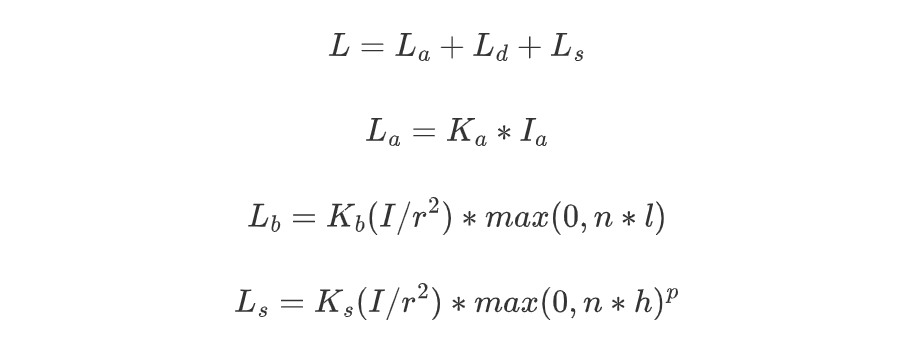 L = L_a + L_d + L_s
L_a = K_a * I_a
L_b = K_b(I/r^2) * max(0, n * l)
L_s = K_s(I/r^2) * max(0, n * h)^p